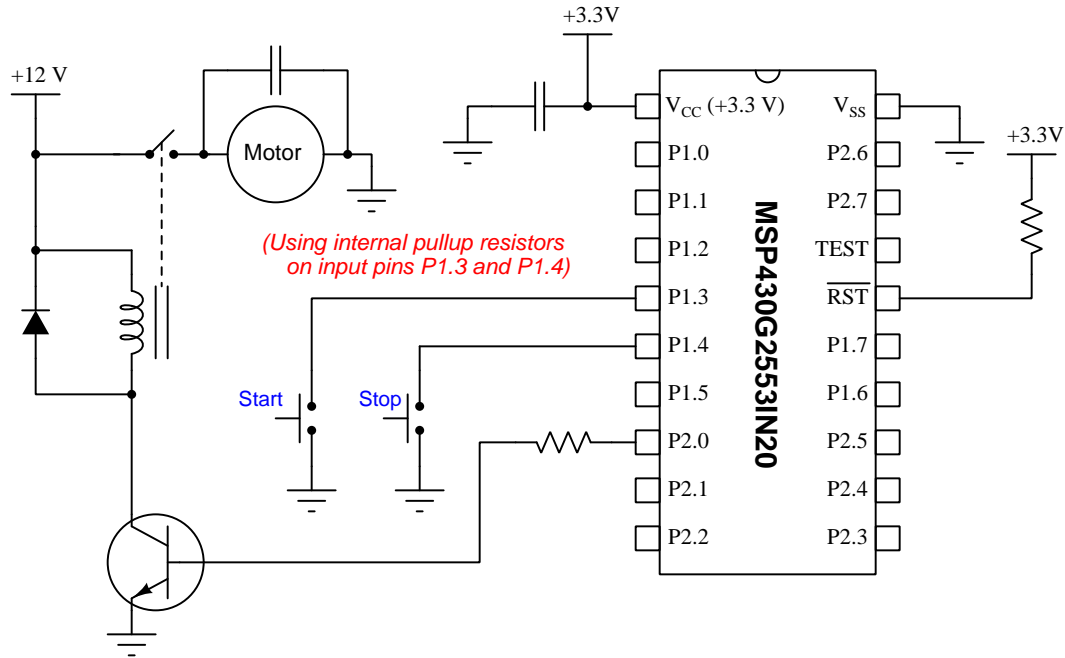 +3.3V
+12 V
Motor
V_CC (+3.3 V)
V_SS
P1.0
P2.6
+3.3V
P1.1
P2.7
(Using internal pullup resistors
on input pins P1.3 and P1.4)
P1.2
TEST
P1.3
RST
P1.4
P1.7
MSP430G2553IN20
Start
Stop
P1.5
P1.6
P2.0
P2.5
P2.1
P2.4
P2.2
P2.3